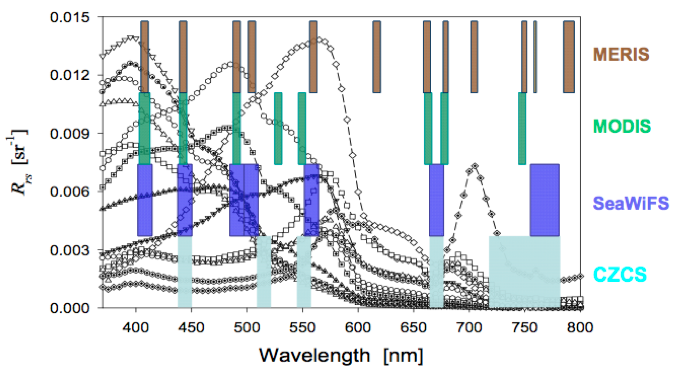 0.015
0.012
0.009
0.006
0.003
0.000
Rrs [sr-1]
400 450 500 550 600 650 700 750 800
Wavelength [nm]
MERIS
MODIS
SeaWiFS
CZCS